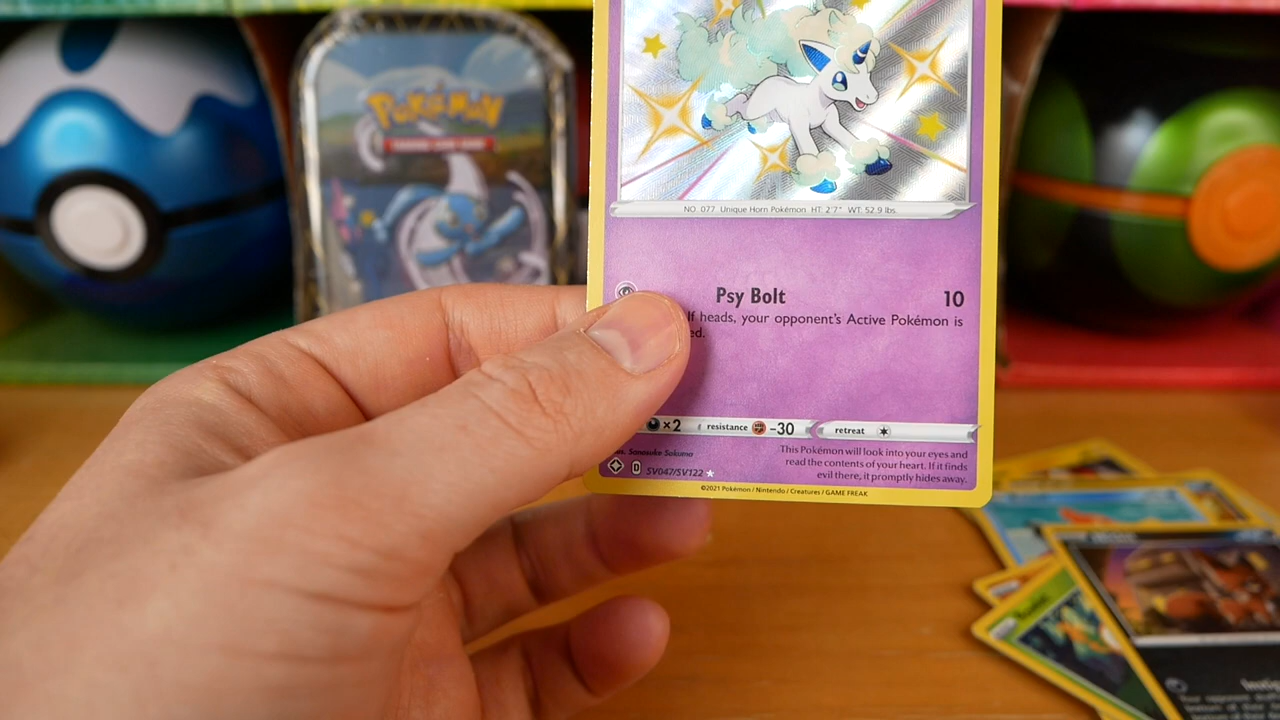 POKÉMON
NO. 077 Unique Horn Pokémon HT: 2'7" WT: 52.9 lbs.
Psy Bolt 10
If heads, your opponent's Active Pokémon is
ed.
×2 resistance -30 retreat
Sanosuke Sakuma
This Pokémon will look into your eyes and
read the contents of your heart. If it finds
evil there, it promptly hides away.
D SV047/SV122
©2021 Pokémon / Nintendo / Creatures / GAME FREAK